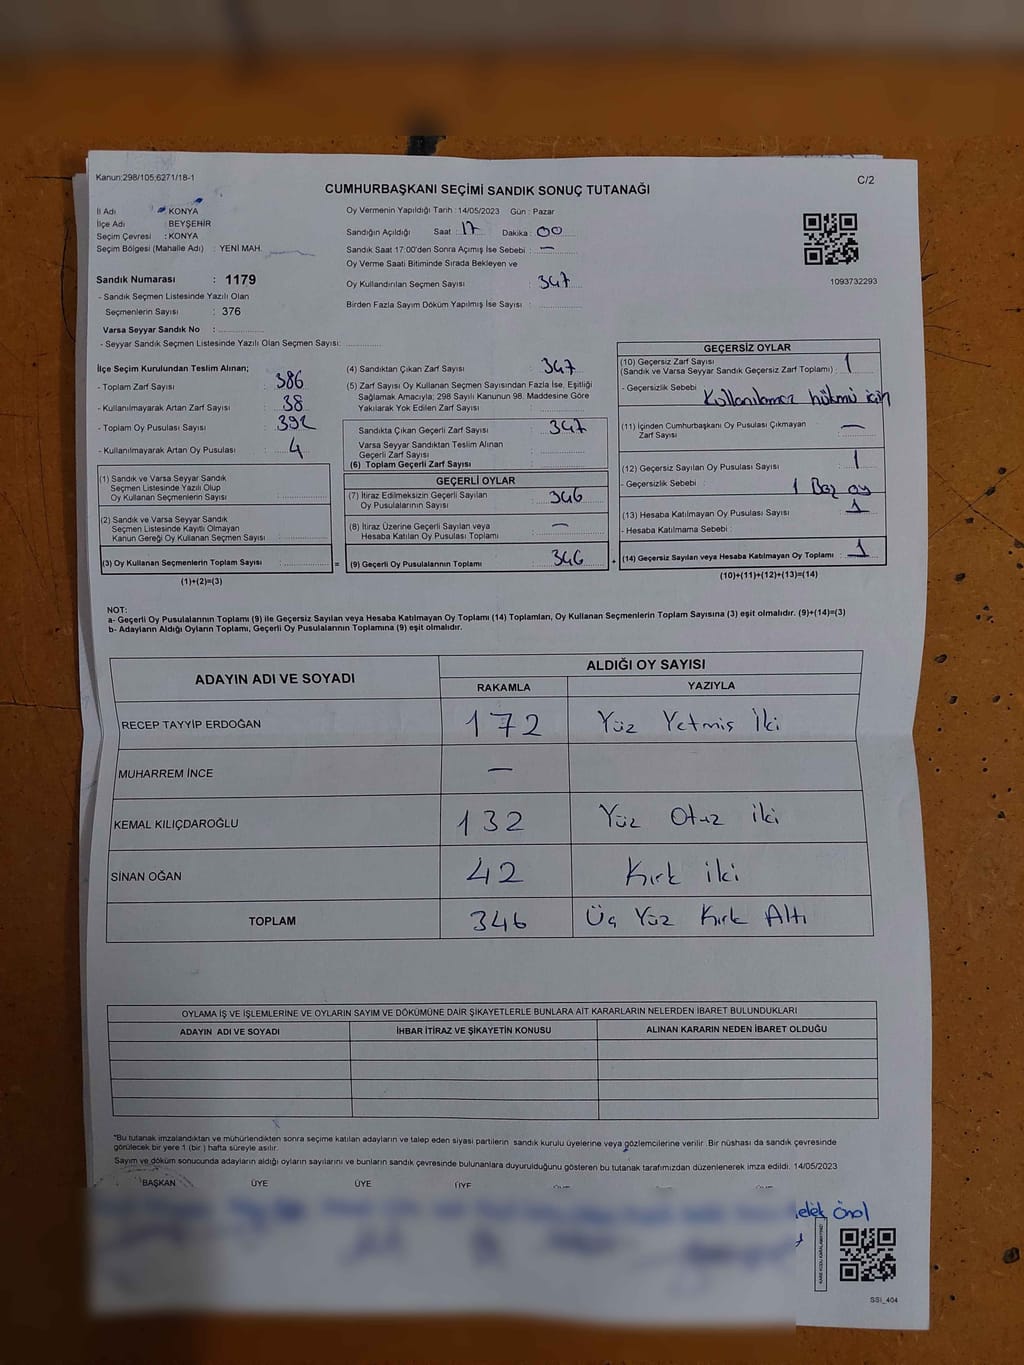 Kanun:298/105;6271/18-1
C/2
CUMHURBAŞKANI SEÇİMİ SANDIK SONUÇ TUTANAĞI
İl Adı : KONYA
İlçe Adı : BEYŞEHİR
Seçim Çevresi : KONYA
Seçim Bölgesi (Mahalle Adı) : YENİ MAH.
Sandık Numarası : 1179
- Sandık Seçmen Listesinde Yazılı Olan
Seçmenlerin Sayısı : 376
Varsa Seyyar Sandık No :
- Seyyar Sandık Seçmen Listesinde Yazılı Olan Seçmen Sayısı:
Oy Vermenin Yapıldığı Tarih :14/05/2023 Gün : Pazar
Sandığın Açıldığı Saat : 17 Dakika : 00
Sandık Saat 17:00'den Sonra Açımış İse Sebebi : —
Oy Verme Saati Bitiminde Sırada Bekleyen ve
Oy Kullandırılan Seçmen Sayısı : 347
Birden Fazla Sayım Döküm Yapılmış İse Sayısı :
1093732293
İlçe Seçim Kurulundan Teslim Alınan;
- Toplam Zarf Sayısı : 386
- Kullanılmayarak Artan Zarf Sayısı : 38
- Toplam Oy Pusulası Sayısı : 392
- Kullanılmayarak Artan Oy Pusulası : 4
(1) Sandık ve Varsa Seyyar Sandık
Seçmen Listesinde Yazılı Olup
Oy Kullanan Seçmenlerin Sayısı :
(2) Sandık ve Varsa Seyyar Sandık
Seçmen Listesinde Kayıtlı Olmayan
Kanun Gereği Oy Kullanan Seçmen Sayısı :
(3) Oy Kullanan Seçmenlerin Toplam Sayısı : =
(1)+(2)=(3)
(4) Sandıktan Çıkan Zarf Sayısı : 347
(5) Zarf Sayısı Oy Kullanan Seçmen Sayısından Fazla İse, Eşitliği
Sağlamak Amacıyla; 298 Sayılı Kanunun 98. Maddesine Göre
Yakılarak Yok Edilen Zarf Sayısı :
Sandıkta Çıkan Geçerli Zarf Sayısı : 347
Varsa Seyyar Sandıktan Teslim Alınan
Geçerli Zarf Sayısı :
(6) Toplam Geçerli Zarf Sayısı :
GEÇERLİ OYLAR
(7) İtiraz Edilmeksizin Geçerli Sayılan
Oy Pusulalarının Sayısı : 346
(8) İtiraz Üzerine Geçerli Sayılan veya
Hesaba Katılan Oy Pusulası Toplamı : —
(9) Geçerli Oy Pusulalarının Toplamı : 346 +
GEÇERSİZ OYLAR
(10) Geçersiz Zarf Sayısı
(Sandık ve Varsa Seyyar Sandık Geçersiz Zarf Toplamı) : 1
- Geçersizlik Sebebi :
Kullanılamaz hükmü için
(11) İçinden Cumhurbaşkanı Oy Pusulası Çıkmayan
Zarf Sayısı : —
(12) Geçersiz Sayılan Oy Pusulası Sayısı : 1
- Geçersizlik Sebebi : 1 Boş oy
(13) Hesaba Katılmayan Oy Pusulası Sayısı : 1
- Hesaba Katılmama Sebebi :
(14) Geçersiz Sayılan veya Hesaba Katılmayan Oy Toplamı : 1
(10)+(11)+(12)+(13)=(14)
NOT:
a- Geçerli Oy Pusulalarının Toplamı (9) ile Geçersiz Sayılan veya Hesaba Katılmayan Oy Toplamı (14) Toplamları, Oy Kullanan Seçmenlerin Toplam Sayısına (3) eşit olmalıdır. (9)+(14)=(3)
b- Adayların Aldığı Oyların Toplamı, Geçerli Oy Pusulalarının Toplamına (9) eşit olmalıdır.
ADAYIN ADI VE SOYADI
ALDIĞI OY SAYISI
RAKAMLA YAZIYLA
RECEP TAYYİP ERDOĞAN 172 Yüz Yetmiş İki
MUHARREM İNCE —
KEMAL KILIÇDAROĞLU 132 Yüz Otuz İki
SİNAN OĞAN 42 Kırk iki
TOPLAM 346 Üç Yüz Kırk Altı
OYLAMA İŞ VE İŞLEMLERİNE VE OYLARIN SAYIM VE DÖKÜMÜNE DAİR ŞİKAYETLERLE BUNLARA AİT KARARLARIN NELERDEN İBARET BULUNDUKLARI
ADAYIN ADI VE SOYADI İHBAR İTİRAZ VE ŞİKAYETİN KONUSU ALINAN KARARIN NEDEN İBARET OLDUĞU
*Bu tutanak imzalandıktan ve mühürlendikten sonra seçime katılan adayların ve talep eden siyasi partilerin sandık kurulu üyelerine veya gözlemcilerine verilir. Bir nüshası da sandık çevresinde
görülecek bir yere 1 (bir ) hafta süreyle asılır.
Sayım ve döküm sonucunda adayların aldığı oyların sayılarını ve bunların sandık çevresinde bulunanlara duyurulduğunu gösteren bu tutanak tarafımızdan düzenlenerek imza edildi. 14/05/2023
BAŞKAN ÜYE ÜYE ÜYE
elek Önal
SSI_404